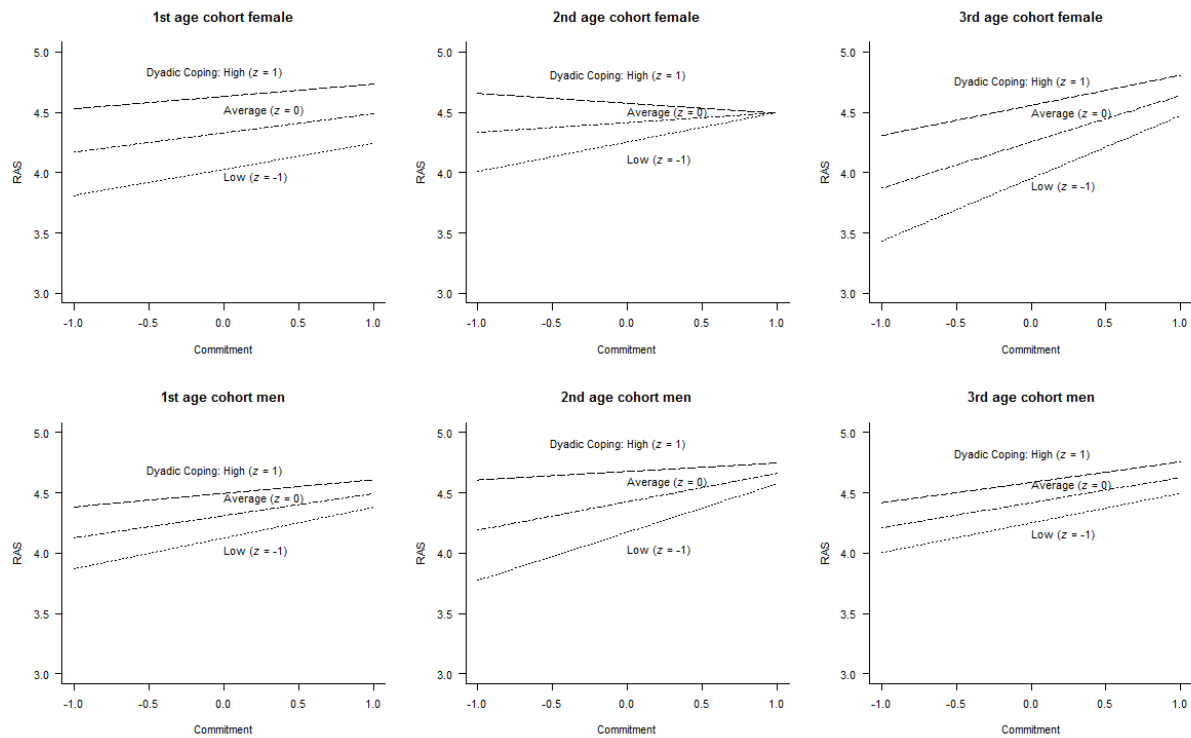 1st age cohort female
5.0
4.5
4.0
3.5
3.0
RAS
Dyadic Coping: High (z = 1)
Average (z = 0)
Low (z = -1)
-1.0 -0.5 0.0 0.5 1.0
Commitment
2nd age cohort female
5.0
4.5
4.0
3.5
3.0
RAS
Dyadic Coping: High (z = 1)
Average (z = 0)
Low (z = -1)
-1.0 -0.5 0.0 0.5 1.0
Commitment
3rd age cohort female
5.0
4.5
4.0
3.5
3.0
RAS
Dyadic Coping: High (z = 1)
Average (z = 0)
Low (z = -1)
-1.0 -0.5 0.0 0.5 1.0
Commitment
1st age cohort men
5.0
4.5
4.0
3.5
3.0
RAS
Dyadic Coping: High (z = 1)
Average (z = 0)
Low (z = -1)
-1.0 -0.5 0.0 0.5 1.0
Commitment
2nd age cohort men
5.0
4.5
4.0
3.5
3.0
RAS
Dyadic Coping: High (z = 1)
Average (z = 0)
Low (z = -1)
-1.0 -0.5 0.0 0.5 1.0
Commitment
3rd age cohort men
5.0
4.5
4.0
3.5
3.0
RAS
Dyadic Coping: High (z = 1)
Average (z = 0)
Low (z = -1)
-1.0 -0.5 0.0 0.5 1.0
Commitment